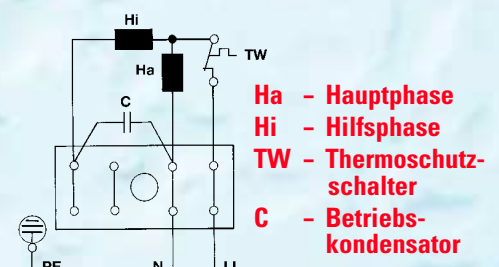 Hi
TW
Ha
C
Ha – Hauptphase
Hi – Hilfsphase
TW – Thermoschutz-
schalter
C – Betriebs-
kondensator
PE
N